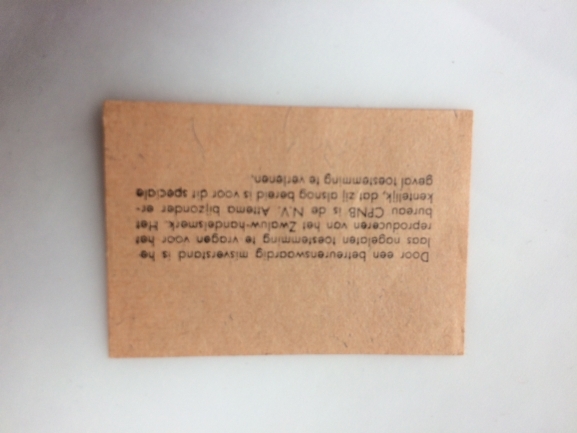 Door een betreurenswaardig misverstand is he-
laas nagelaten toestemming te vragen voor het
reproduceren van het Zwaluw-handelsmerk. Het
bureau CPNB is de N.V. Attema bijzonder er-
kentelijk, dat zij alsnog bereid is voor dit speciale
geval toestemming te verlenen.